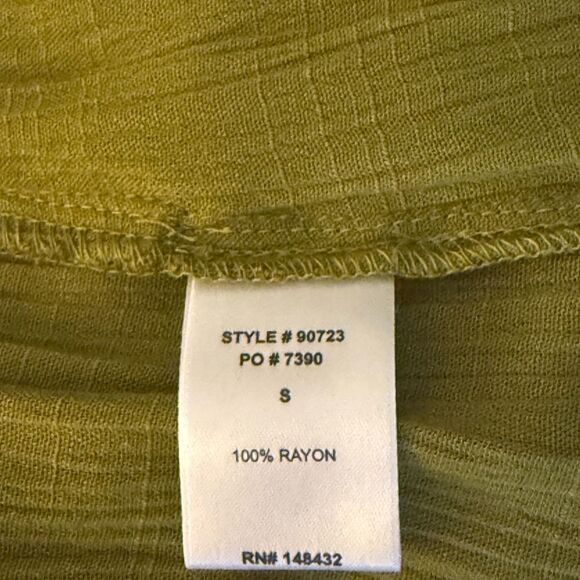 STYLE # 90723
PO # 7390
S
100% RAYON
RN# 148432